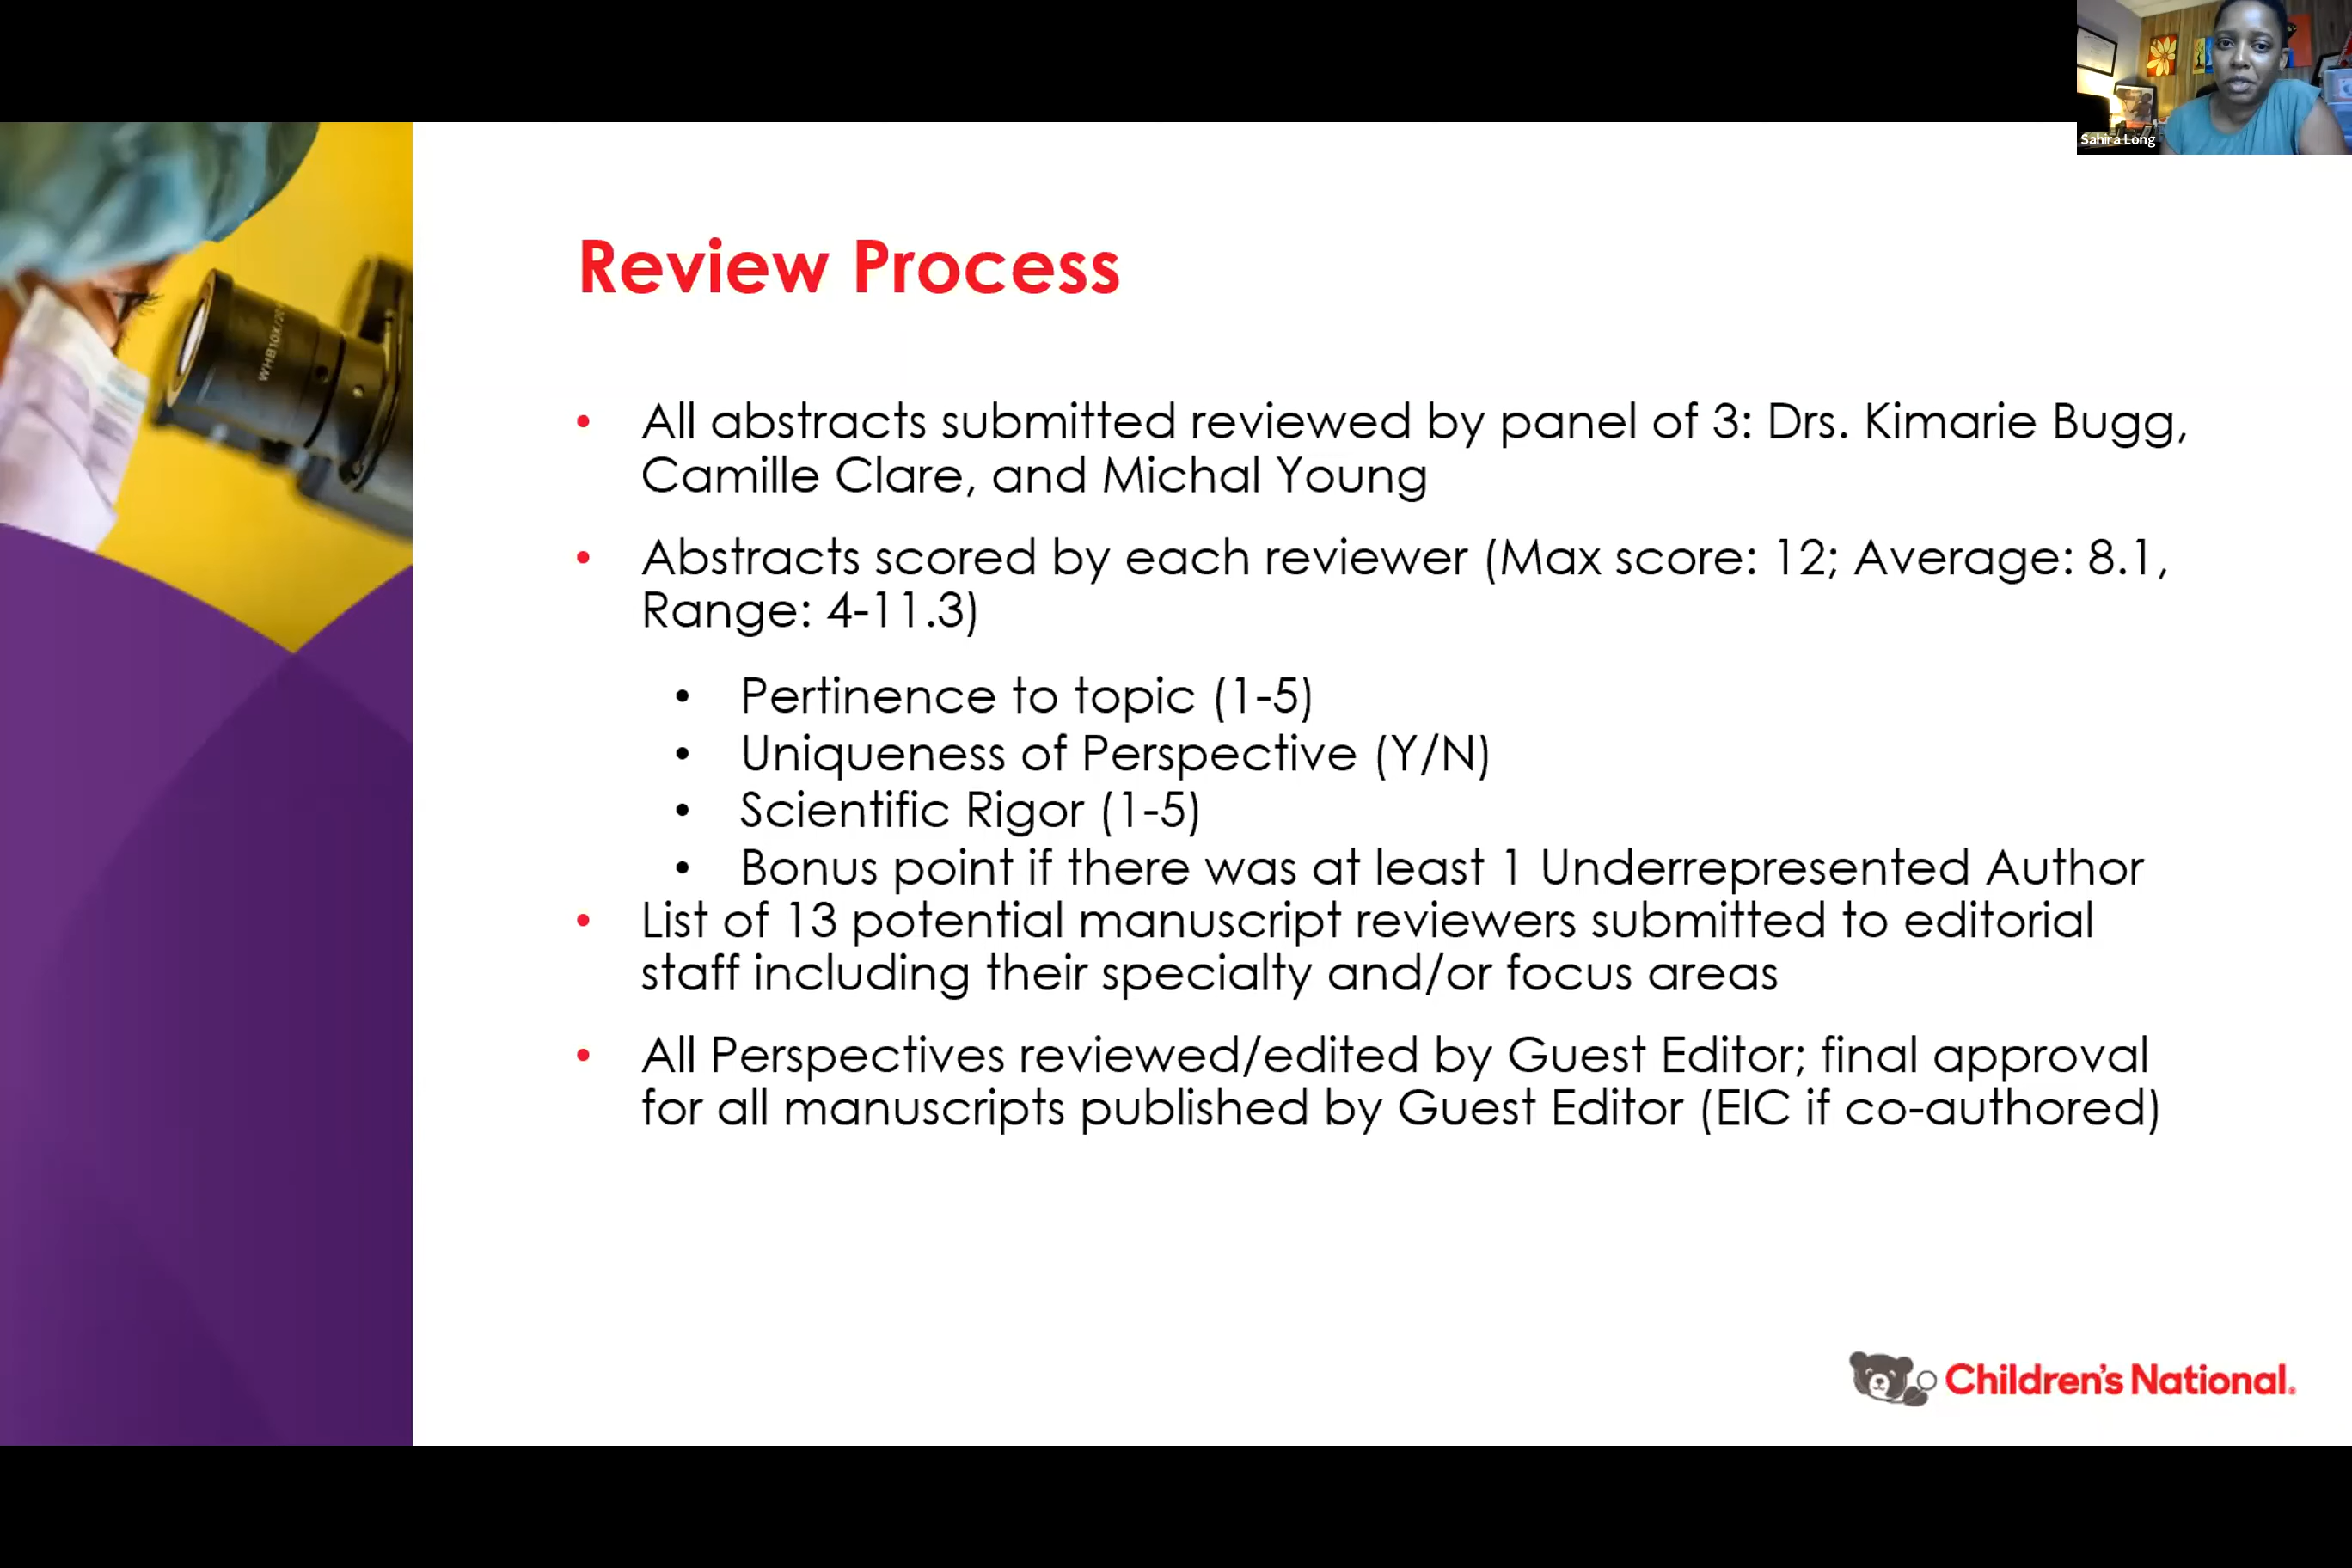 Sahira Long
WHB10X/20
Review Process
• All abstracts submitted reviewed by panel of 3: Drs. Kimarie Bugg,
Camille Clare, and Michal Young
• Abstracts scored by each reviewer (Max score: 12; Average: 8.1,
Range: 4-11.3)
• Pertinence to topic (1-5)
• Uniqueness of Perspective (Y/N)
• Scientific Rigor (1-5)
• Bonus point if there was at least 1 Underrepresented Author
• List of 13 potential manuscript reviewers submitted to editorial
staff including their specialty and/or focus areas
• All Perspectives reviewed/edited by Guest Editor; final approval
for all manuscripts published by Guest Editor (EIC if co-authored)
Children's National®